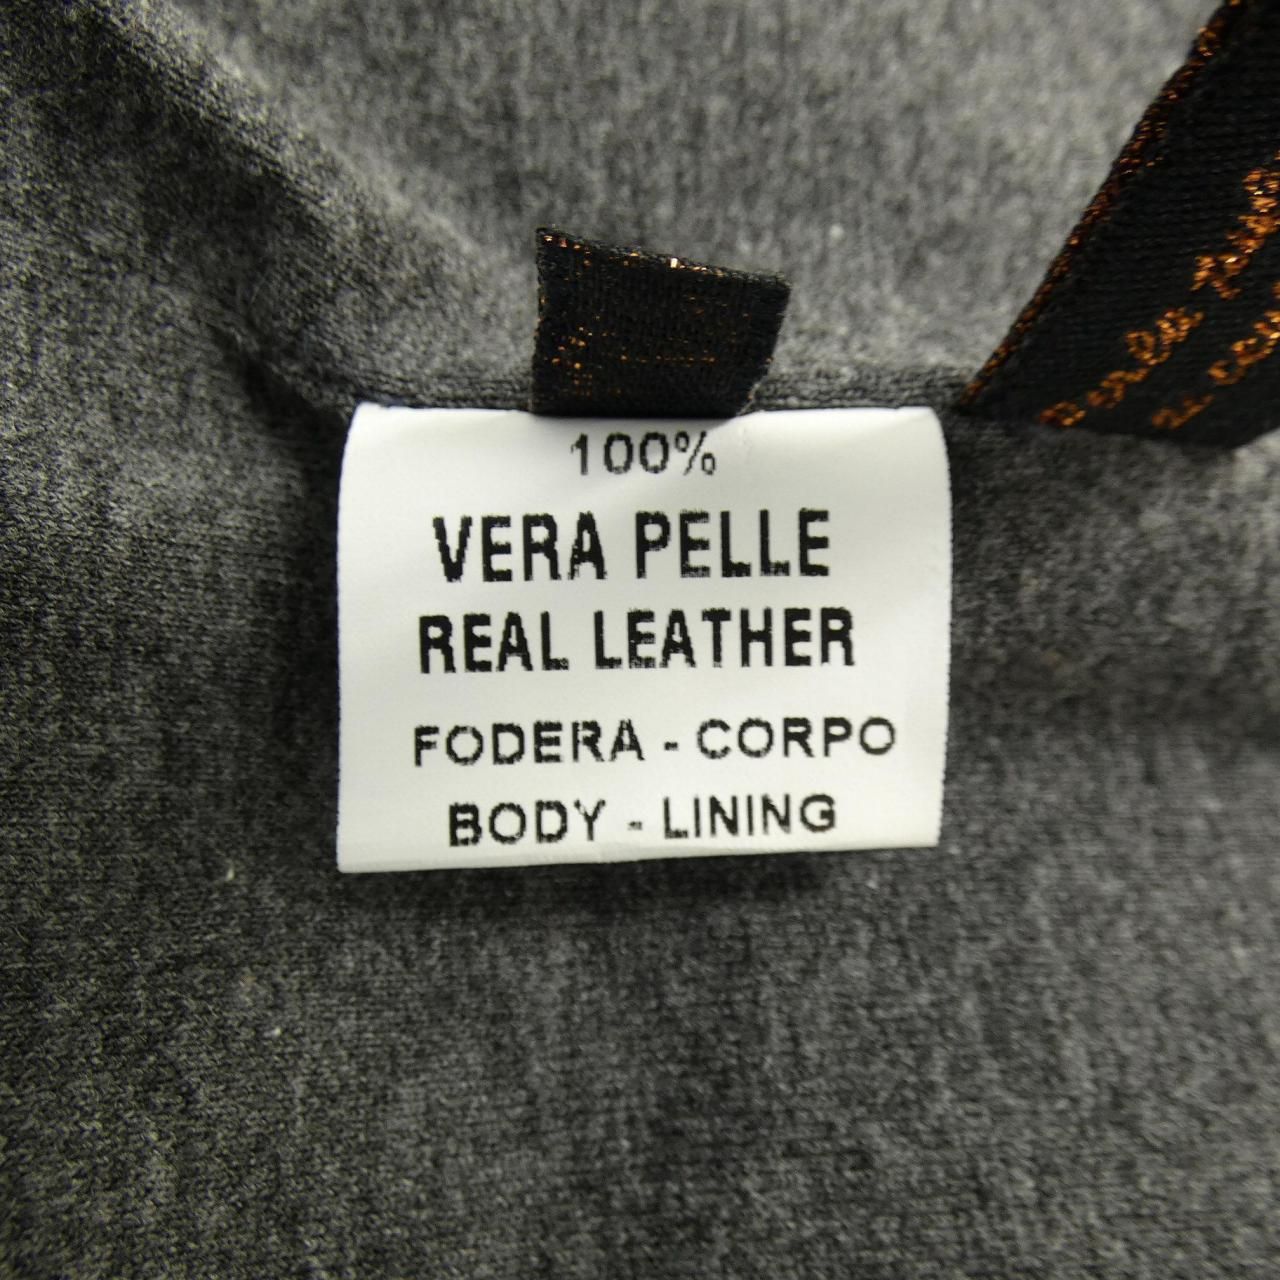 100%
VERA PELLE
REAL LEATHER
FODERA - CORPO
BODY - LINING